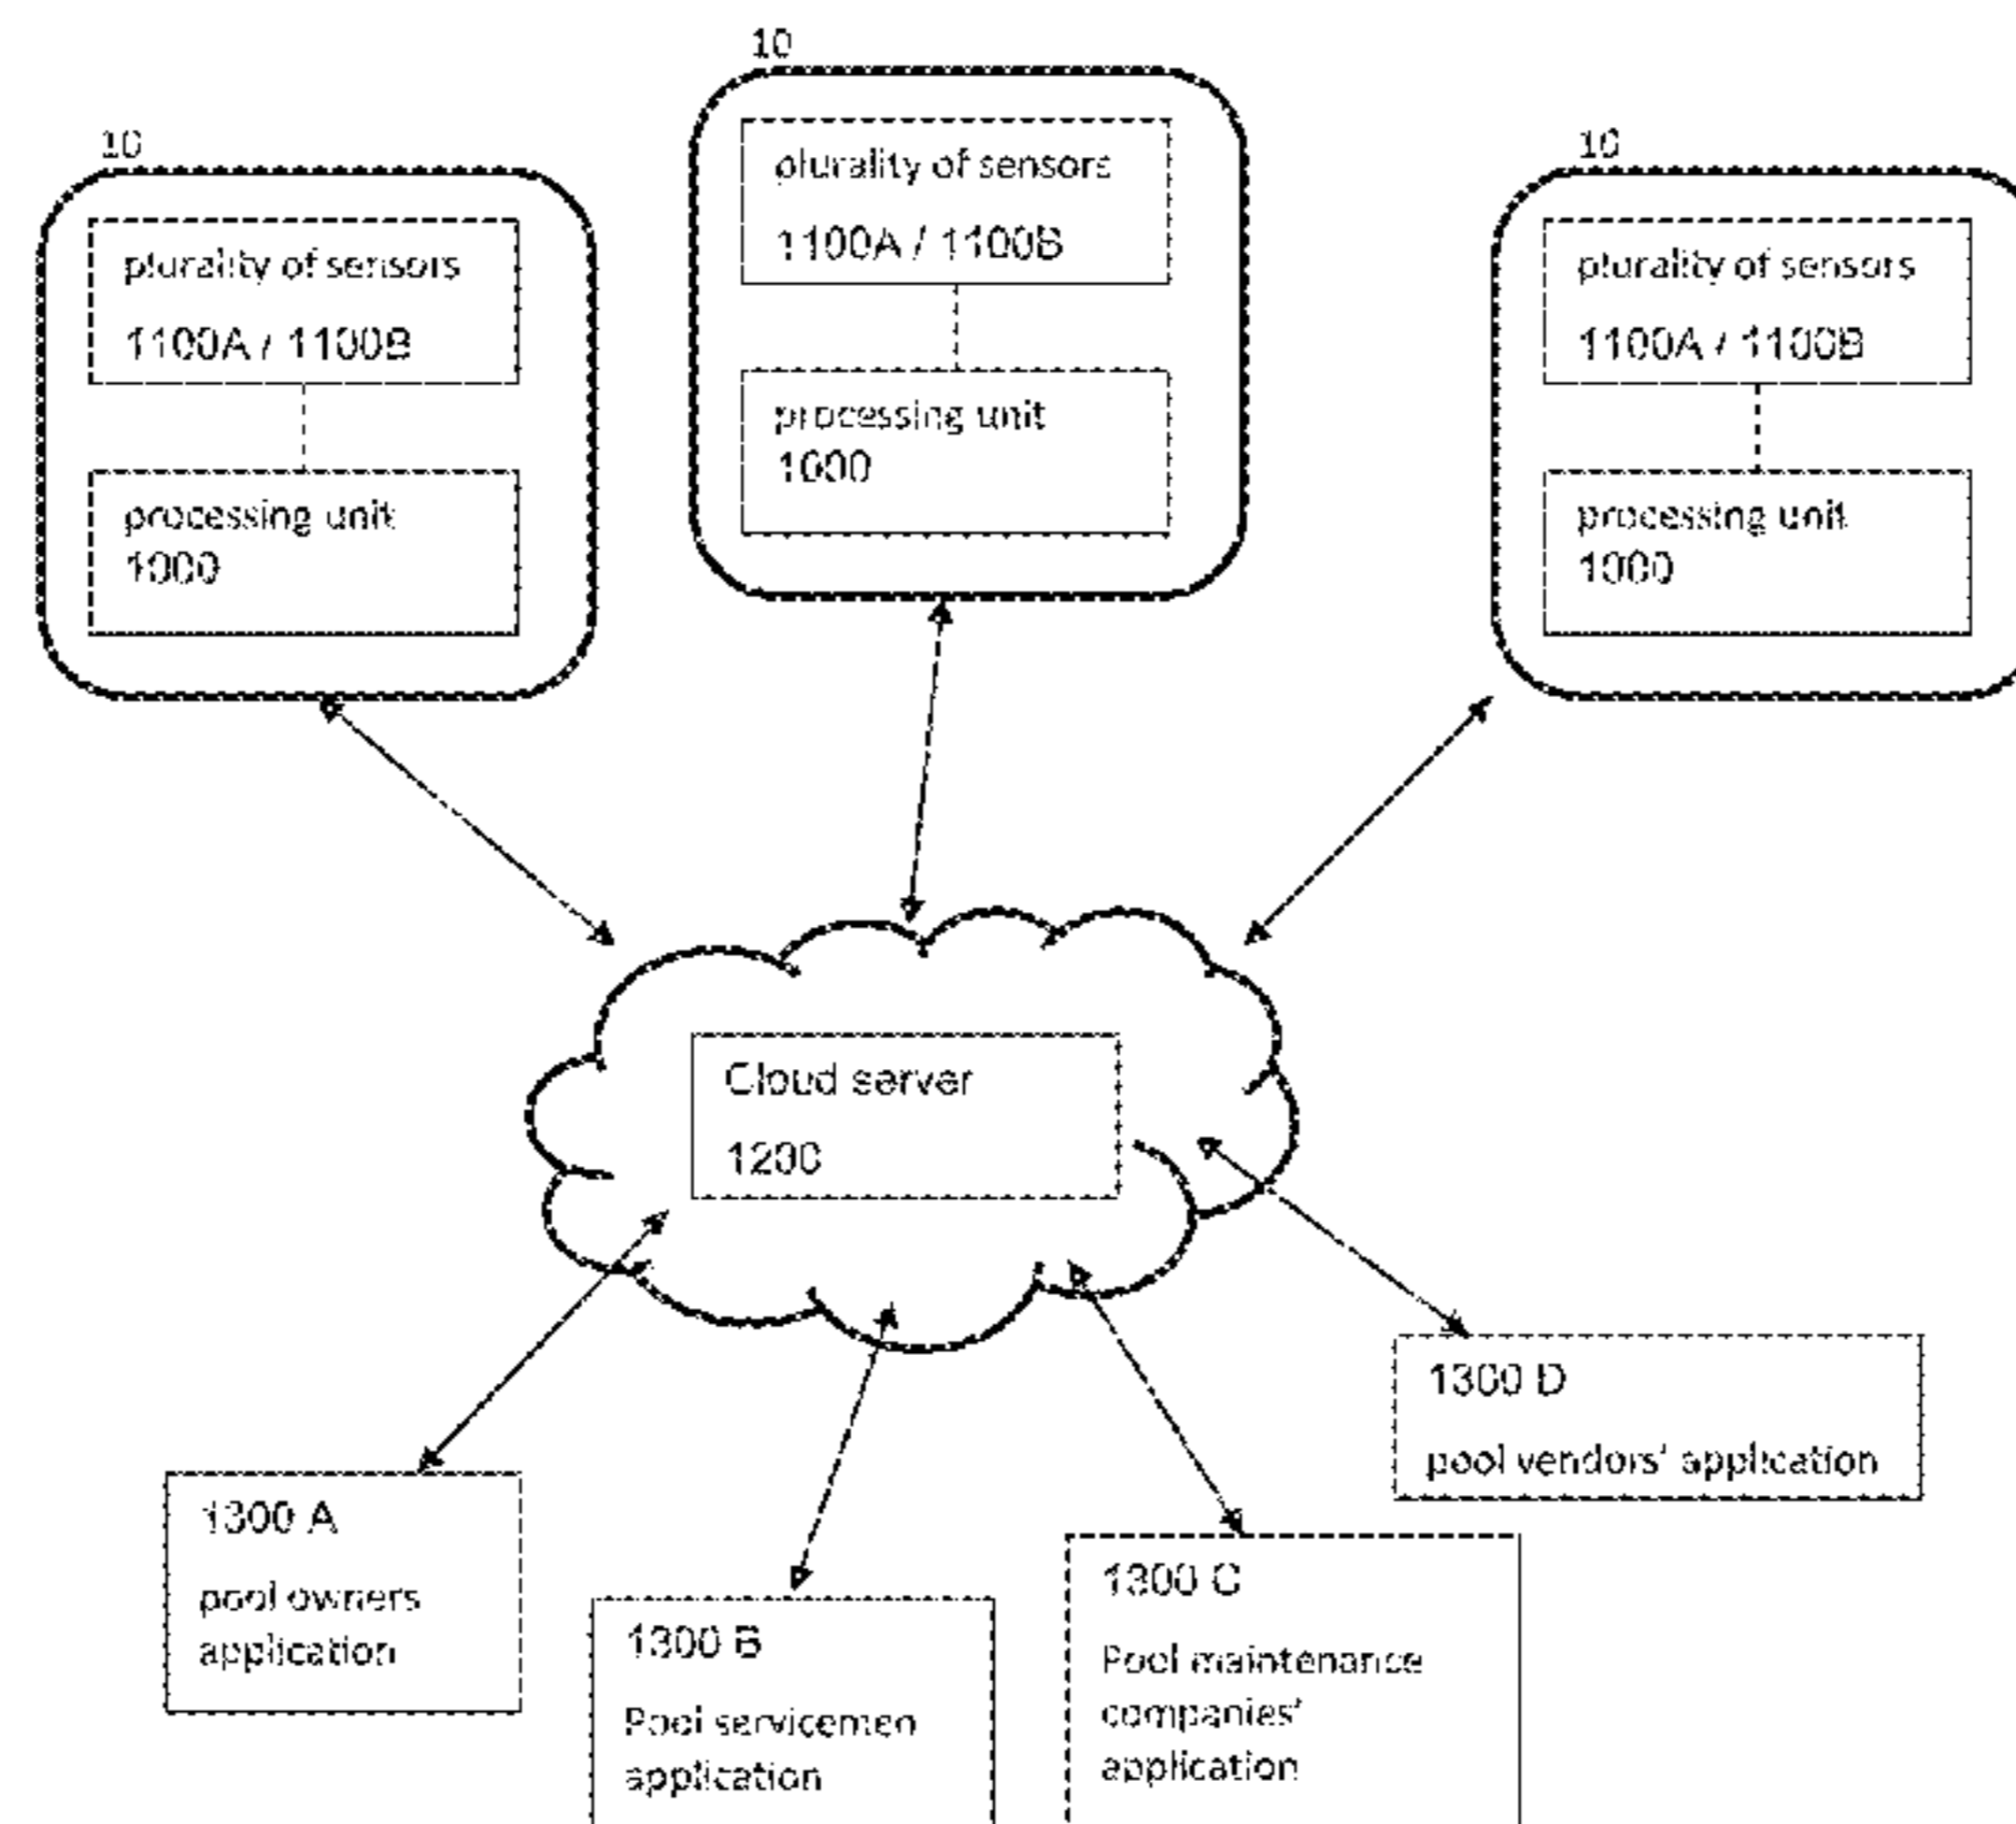 10
plurality of sensors
1100A / 1100B
processing unit
1000
10
plurality of sensors
1100A / 1100B
processing unit
1000
10
plurality of sensors
1100A / 1100B
processing unit
1000
Cloud server
1200
1300 A
pool owners
application
1300 B
Pool servicemen
application
1300 C
Pool maintenance
companies'
application
1300 D
pool vendors' application